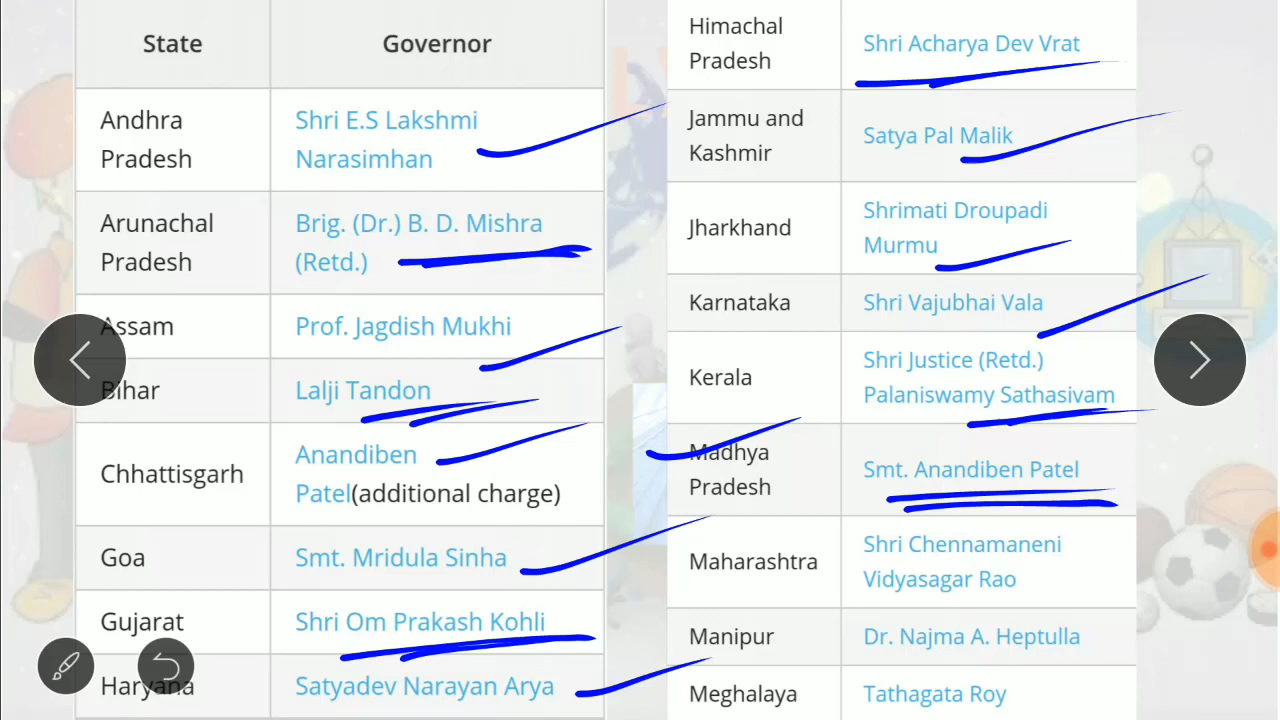 State Governor
Andhra
Pradesh
Shri E.S Lakshmi
Narasimhan
Arunachal
Pradesh
Brig. (Dr.) B. D. Mishra
(Retd.)
Assam Prof. Jagdish Mukhi
Bihar Lalji Tandon
Chhattisgarh
Anandiben
Patel(additional charge)
Goa Smt. Mridula Sinha
Gujarat Shri Om Prakash Kohli
Haryana Satyadev Narayan Arya
Himachal
Pradesh
Shri Acharya Dev Vrat
Jammu and
Kashmir
Satya Pal Malik
Jharkhand
Shrimati Droupadi
Murmu
Karnataka Shri Vajubhai Vala
Kerala
Shri Justice (Retd.)
Palaniswamy Sathasivam
Madhya
Pradesh
Smt. Anandiben Patel
Maharashtra
Shri Chennamaneni
Vidyasagar Rao
Manipur Dr. Najma A. Heptulla
Meghalaya Tathagata Roy